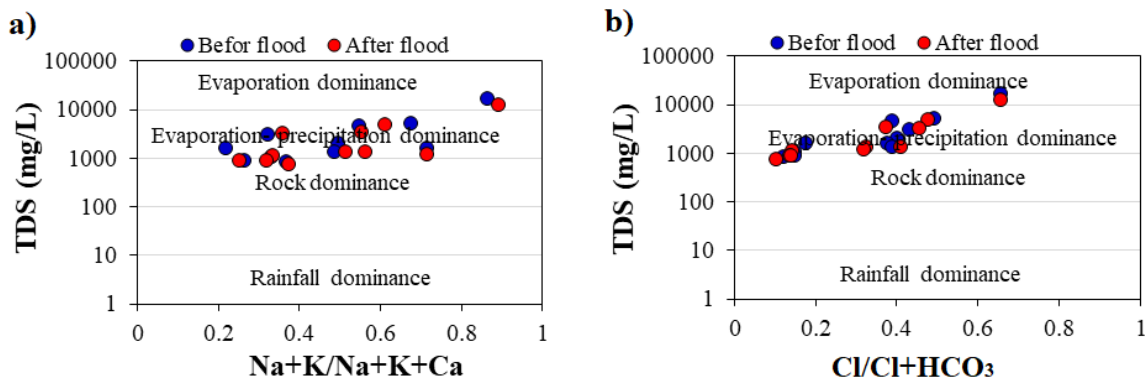 a)
Befor flood After flood
100000
10000
1000
100
10
1
TDS (mg/L)
Evaporation dominance
Evaporation precipitation dominance
Rock dominance
Rainfall dominance
0 0.2 0.4 0.6 0.8 1
Na+K/Na+K+Ca
b)
Befor flood After flood
100000
10000
1000
100
10
1
TDS (mg/L)
Evaporation dominance
Evaporation precipitation dominance
Rock dominance
Rainfall dominance
0 0.2 0.4 0.6 0.8 1
Cl/Cl+HCO₃